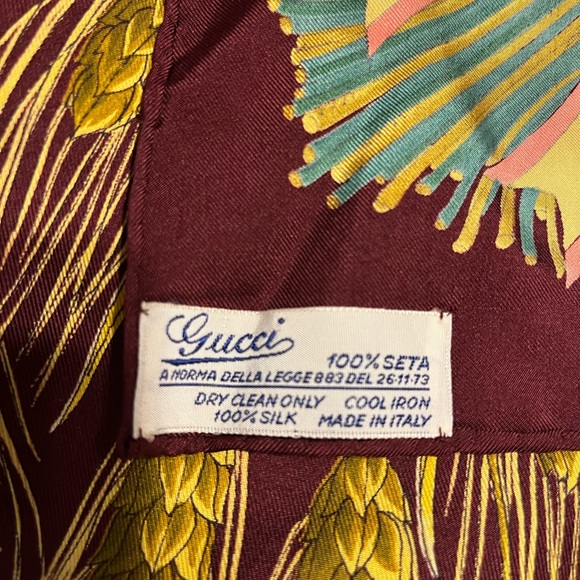 Gucci
100% SETA
A NORMA DELLA LEGGE 883 DEL 26-11-73
DRY CLEAN ONLY COOL IRON
100% SILK MADE IN ITALY